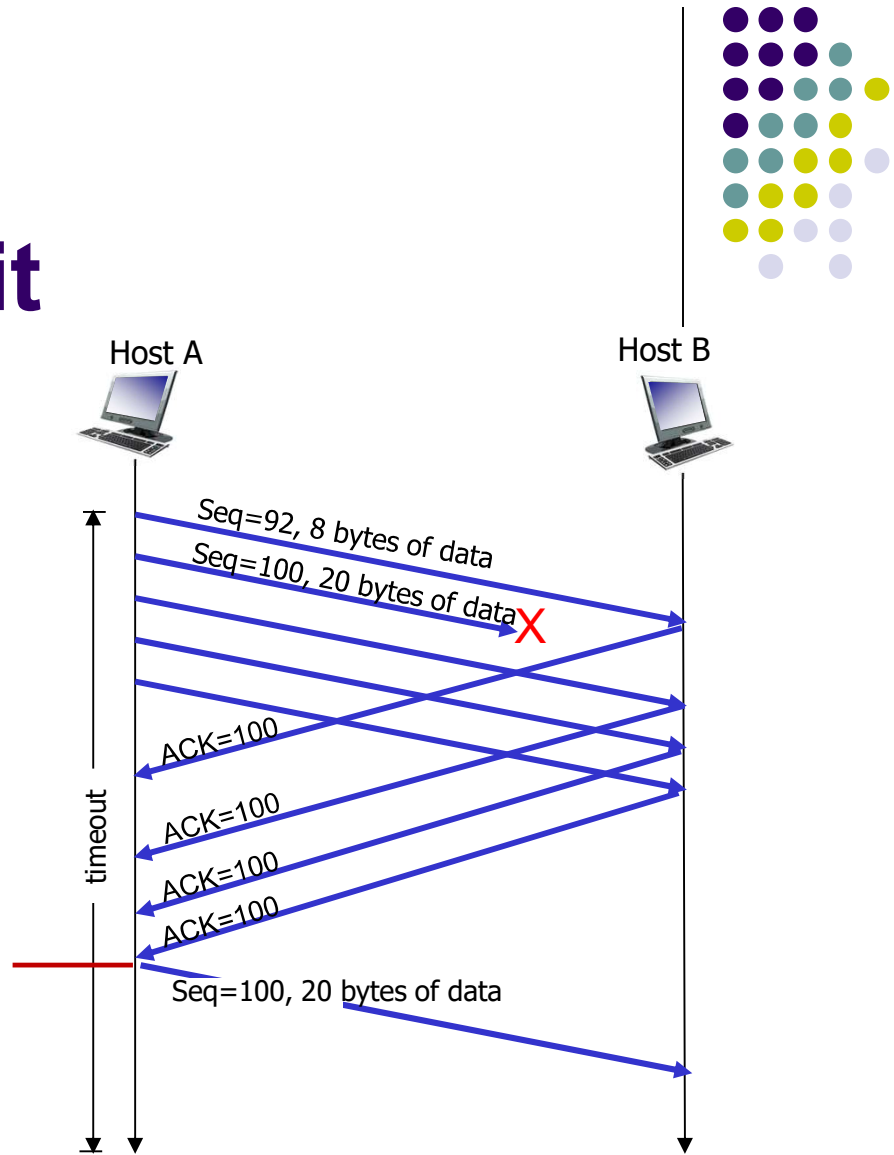 it
Host A
Host B
Seq=92, 8 bytes of data
Seq=100, 20 bytes of data
X
ACK=100
timeout
ACK=100
ACK=100
ACK=100
Seq=100, 20 bytes of data